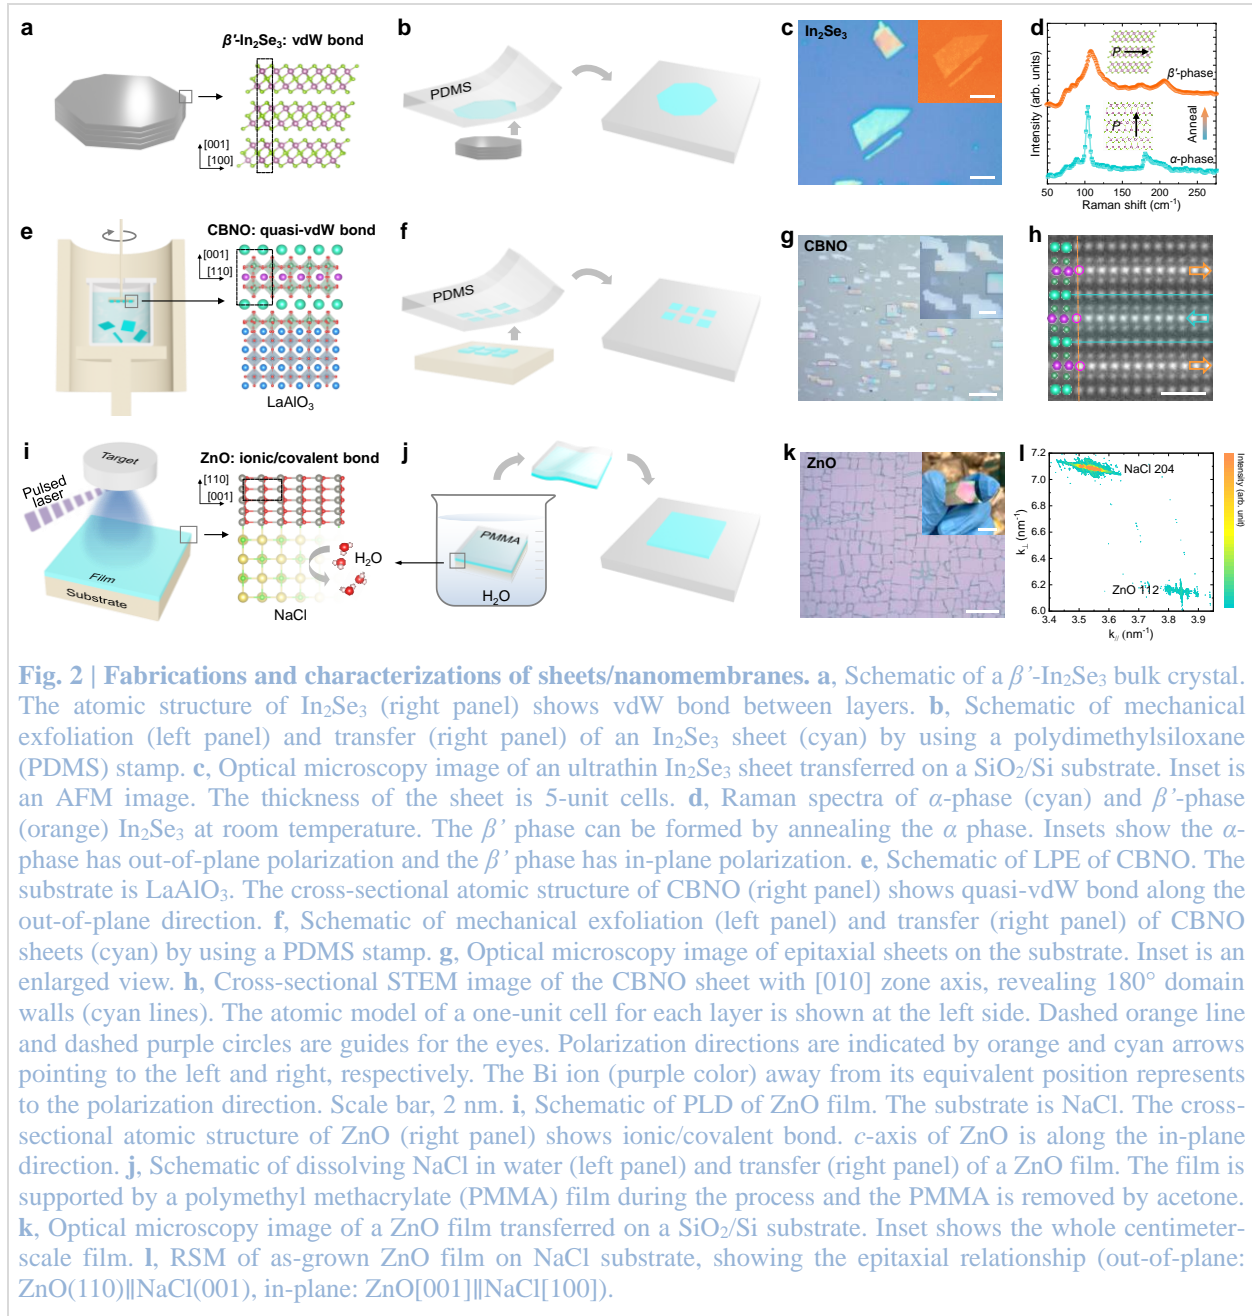 a
β'-In2Se3: vdW bond
[001]
[100]
b
PDMS
c
In2Se3
d
Intensity (arb. units)
P
β'-phase
P
Anneal
α-phase
50 100 150 200 250
Raman shift (cm-1)
e
CBNO: quasi-vdW bond
[001]
[110]
LaAlO3
f
PDMS
g
CBNO
h
i
Target
Pulsed
laser
Film
Substrate
ZnO: ionic/covalent bond
[110]
[001]
H2O
NaCl
j
PMMA
H2O
k
ZnO
l
7.2
7.0
6.8
6.6
6.4
6.2
6.0
k⊥ (nm-1)
NaCl 204
ZnO 112
3.4 3.5 3.6 3.7 3.8 3.9
k// (nm-1)
Intensity (arb. unit)
Fig. 2 | Fabrications and characterizations of sheets/nanomembranes. a, Schematic of a β'-In2Se3 bulk crystal.
The atomic structure of In2Se3 (right panel) shows vdW bond between layers. b, Schematic of mechanical
exfoliation (left panel) and transfer (right panel) of an In2Se3 sheet (cyan) by using a polydimethylsiloxane
(PDMS) stamp. c, Optical microscopy image of an ultrathin In2Se3 sheet transferred on a SiO2/Si substrate. Inset is
an AFM image. The thickness of the sheet is 5-unit cells. d, Raman spectra of α-phase (cyan) and β'-phase
(orange) In2Se3 at room temperature. The β' phase can be formed by annealing the α phase. Insets show the α-
phase has out-of-plane polarization and the β' phase has in-plane polarization. e, Schematic of LPE of CBNO. The
substrate is LaAlO3. The cross-sectional atomic structure of CBNO (right panel) shows quasi-vdW bond along the
out-of-plane direction. f, Schematic of mechanical exfoliation (left panel) and transfer (right panel) of CBNO
sheets (cyan) by using a PDMS stamp. g, Optical microscopy image of epitaxial sheets on the substrate. Inset is an
enlarged view. h, Cross-sectional STEM image of the CBNO sheet with [010] zone axis, revealing 180° domain
walls (cyan lines). The atomic model of a one-unit cell for each layer is shown at the left side. Dashed orange line
and dashed purple circles are guides for the eyes. Polarization directions are indicated by orange and cyan arrows
pointing to the left and right, respectively. The Bi ion (purple color) away from its equivalent position represents
to the polarization direction. Scale bar, 2 nm. i, Schematic of PLD of ZnO film. The substrate is NaCl. The cross-
sectional atomic structure of ZnO (right panel) shows ionic/covalent bond. c-axis of ZnO is along the in-plane
direction. j, Schematic of dissolving NaCl in water (left panel) and transfer (right panel) of a ZnO film. The film is
supported by a polymethyl methacrylate (PMMA) film during the process and the PMMA is removed by acetone.
k, Optical microscopy image of a ZnO film transferred on a SiO2/Si substrate. Inset shows the whole centimeter-
scale film. l, RSM of as-grown ZnO film on NaCl substrate, showing the epitaxial relationship (out-of-plane:
ZnO(110)||NaCl(001), in-plane: ZnO[001]||NaCl[100]).